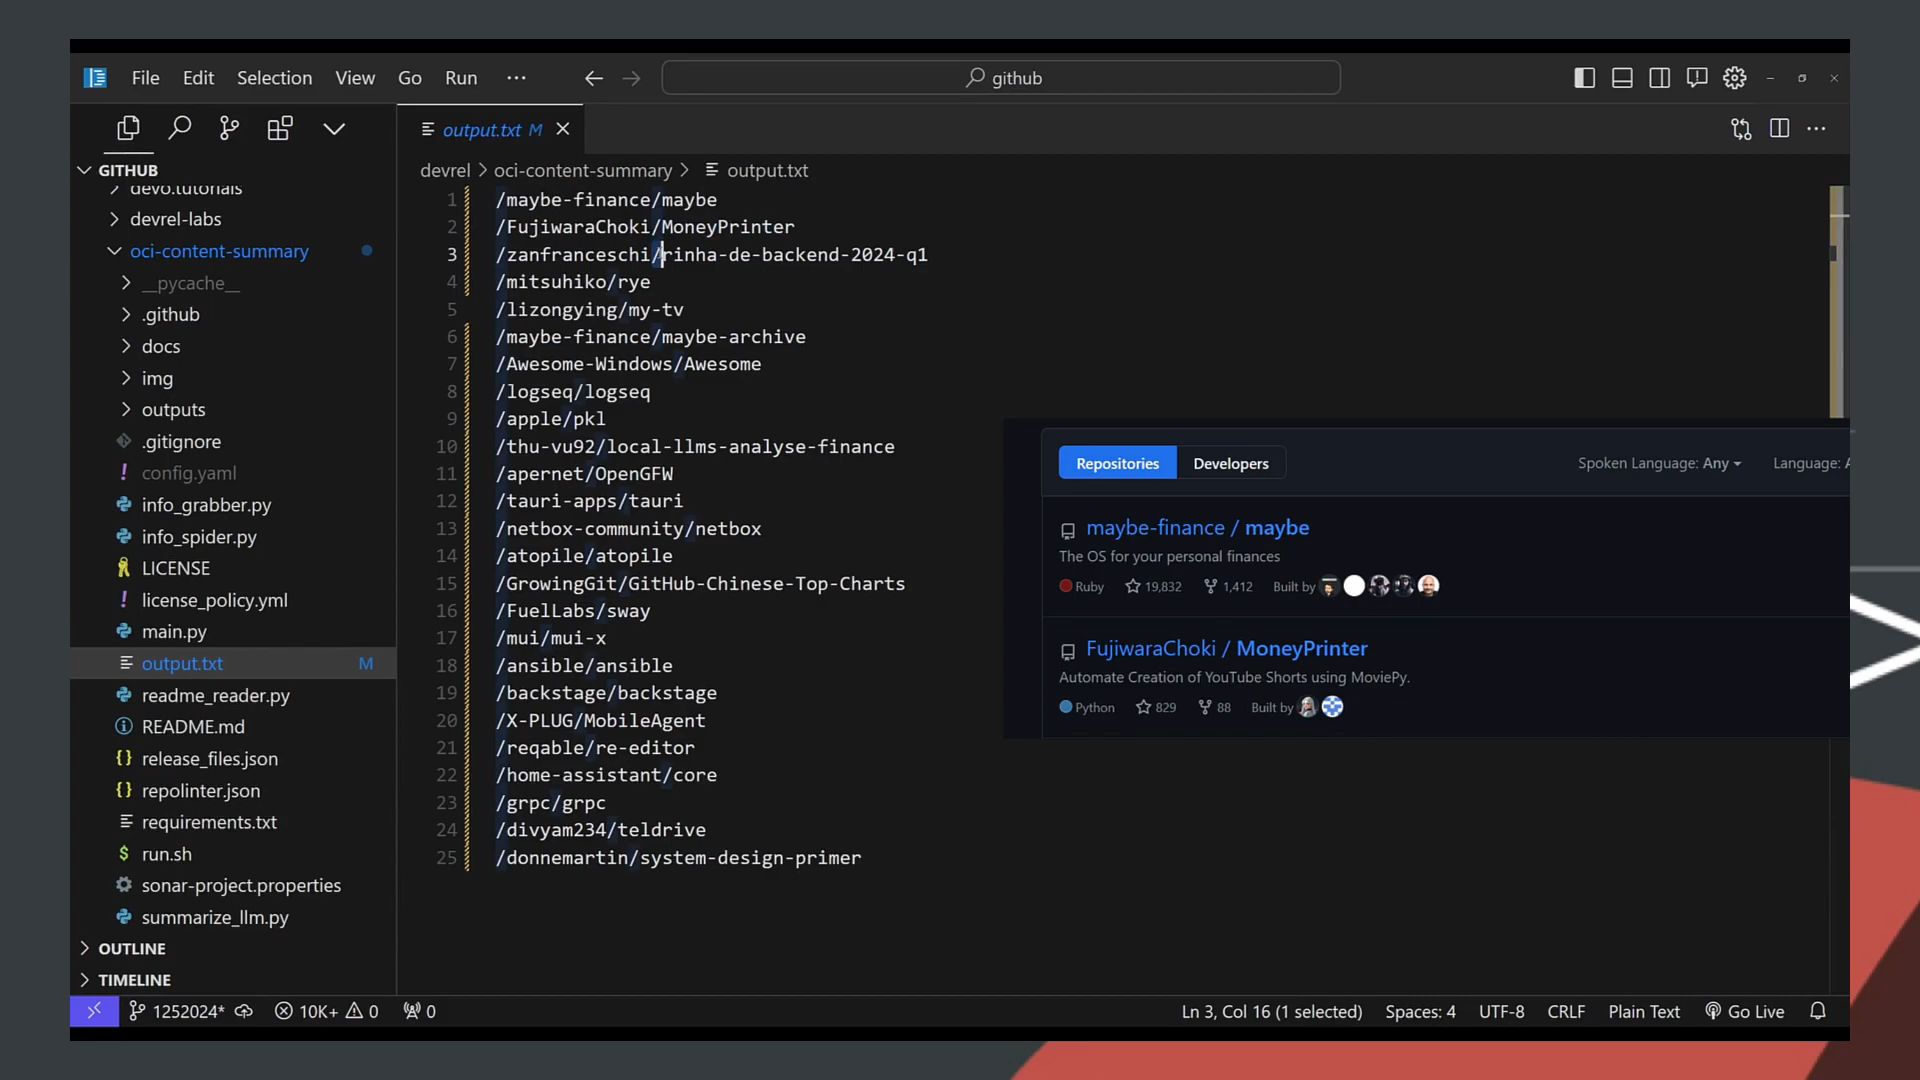 File Edit Selection View Go Run ··· github
GITHUB
devo.tutorials
devrel-labs
oci-content-summary
__pycache__
.github
docs
img
outputs
.gitignore
config.yaml
info_grabber.py
info_spider.py
LICENSE
license_policy.yml
main.py
output.txt M
readme_reader.py
README.md
release_files.json
repolinter.json
requirements.txt
run.sh
sonar-project.properties
summarize_llm.py
OUTLINE
TIMELINE
output.txt M
devrel > oci-content-summary > output.txt
1 /maybe-finance/maybe
2 /FujiwaraChoki/MoneyPrinter
3 /zanfranceschi/rinha-de-backend-2024-q1
4 /mitsuhiko/rye
5 /lizongying/my-tv
6 /maybe-finance/maybe-archive
7 /Awesome-Windows/Awesome
8 /logseq/logseq
9 /apple/pkl
10 /thu-vu92/local-llms-analyse-finance
11 /apernet/OpenGFW
12 /tauri-apps/tauri
13 /netbox-community/netbox
14 /atopile/atopile
15 /GrowingGit/GitHub-Chinese-Top-Charts
16 /FuelLabs/sway
17 /mui/mui-x
18 /ansible/ansible
19 /backstage/backstage
20 /X-PLUG/MobileAgent
21 /reqable/re-editor
22 /home-assistant/core
23 /grpc/grpc
24 /divyam234/teldrive
25 /donnemartin/system-design-primer
Repositories Developers Spoken Language: Any Language: A
maybe-finance / maybe
The OS for your personal finances
Ruby 19,832 1,412 Built by
FujiwaraChoki / MoneyPrinter
Automate Creation of YouTube Shorts using MoviePy.
Python 829 88 Built by
1252024* 10K+ 0 0 Ln 3, Col 16 (1 selected) Spaces: 4 UTF-8 CRLF Plain Text Go Live